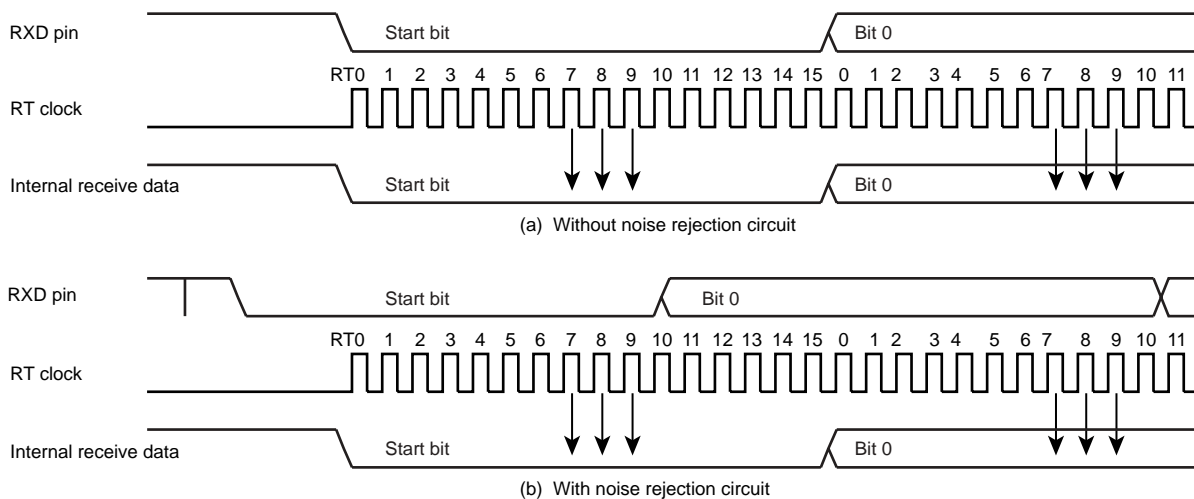 RXD pin Start bit Bit 0
RT0 1 2 3 4 5 6 7 8 9 10 11 12 13 14 15 0 1 2 3 4 5 6 7 8 9 10 11
RT clock
Internal receive data Start bit Bit 0
(a) Without noise rejection circuit
RXD pin Start bit Bit 0
RT0 1 2 3 4 5 6 7 8 9 10 11 12 13 14 15 0 1 2 3 4 5 6 7 8 9 10 11
RT clock
Internal receive data Start bit Bit 0
(b) With noise rejection circuit